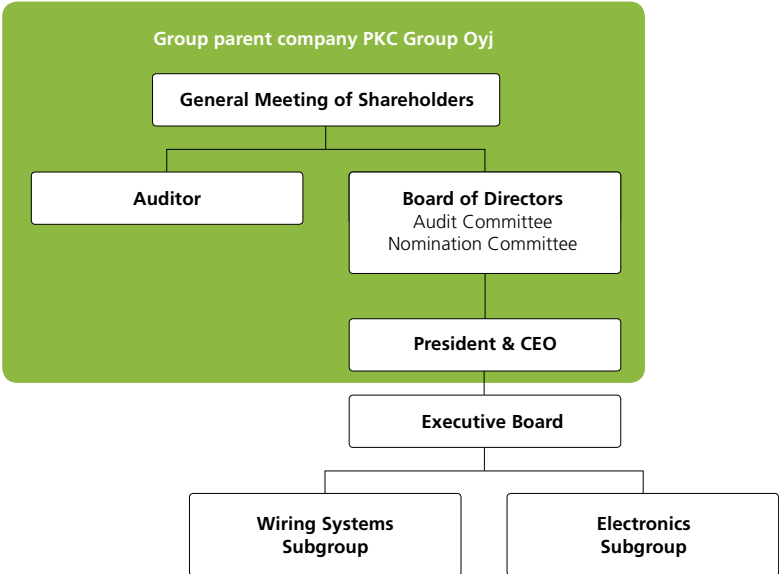 Group parent company PKC Group Oyj
General Meeting of Shareholders
Auditor
Board of Directors
Audit Committee
Nomination Committee
President & CEO
Executive Board
Wiring Systems
Subgroup
Electronics
Subgroup